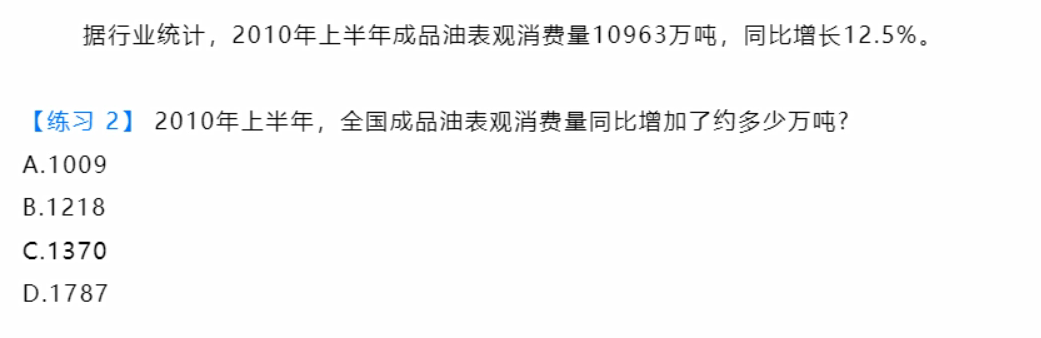 据行业统计，2010年上半年成品油表观消费量10963万吨，同比增长12.5%。
【练习 2】 2010年上半年，全国成品油表观消费量同比增加了约多少万吨?
A.1009
B.1218
C.1370
D.1787